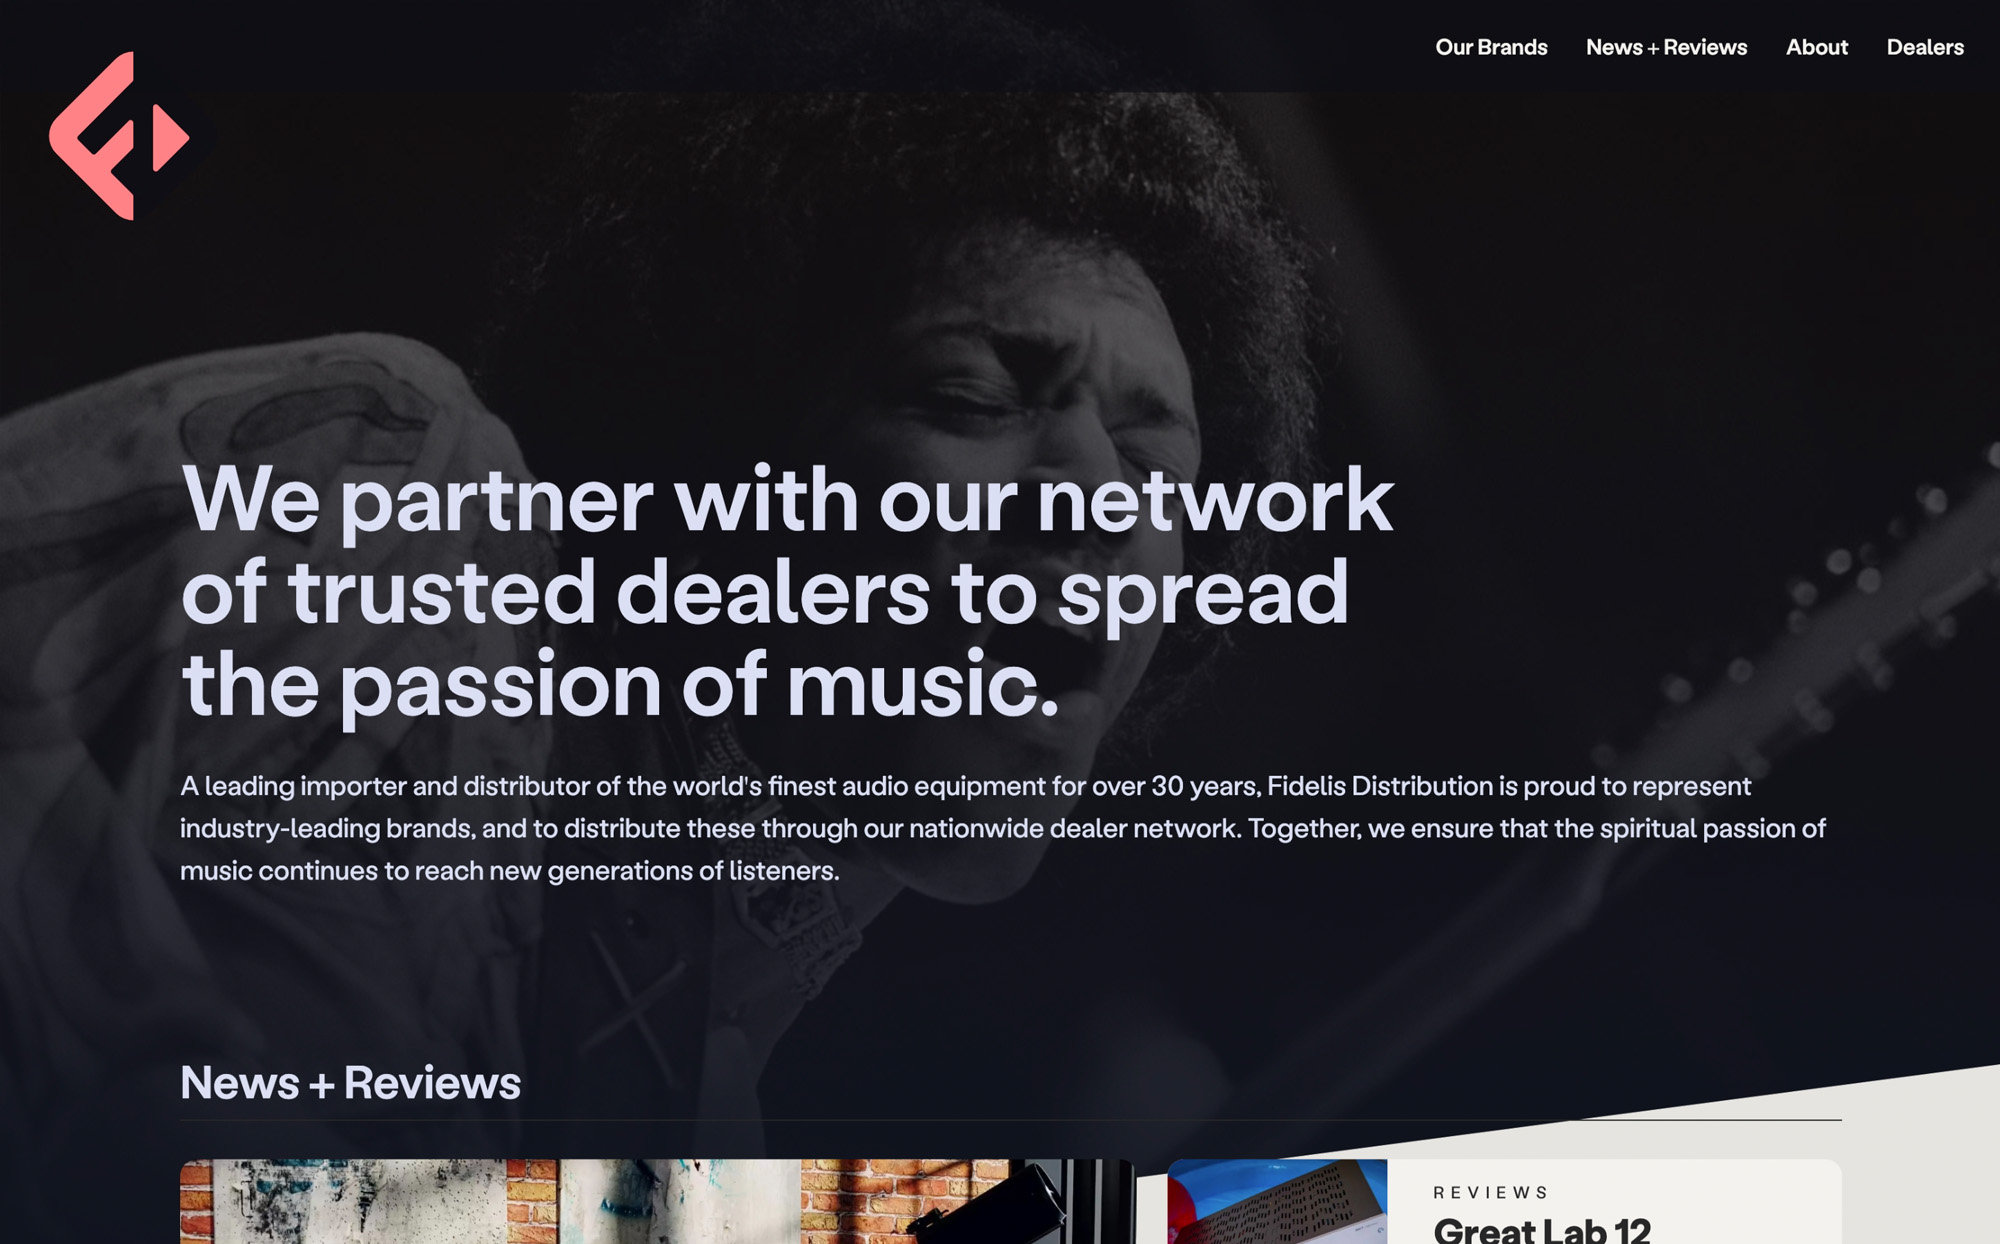 Our Brands News + Reviews About Dealers
We partner with our network
of trusted dealers to spread
the passion of music.
A leading importer and distributor of the world's finest audio equipment for over 30 years, Fidelis Distribution is proud to represent
industry-leading brands, and to distribute these through our nationwide dealer network. Together, we ensure that the spiritual passion of
music continues to reach new generations of listeners.
News + Reviews
REVIEWS
Great Lab 12